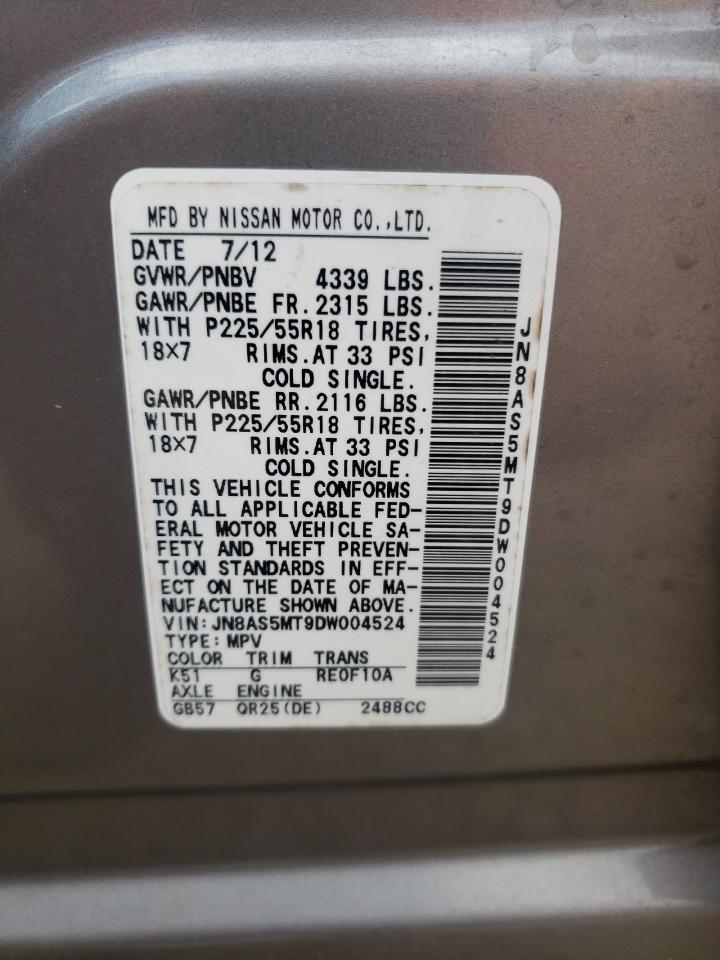 MFD BY NISSAN MOTOR CO.,LTD.
DATE 7/12
GVWR/PNBV 4339 LBS.
GAWR/PNBE FR.2315 LBS.
WITH P225/55R18 TIRES,
18X7 RIMS.AT 33 PSI
COLD SINGLE.
GAWR/PNBE RR.2116 LBS.
WITH P225/55R18 TIRES,
18X7 RIMS.AT 33 PSI
COLD SINGLE.
THIS VEHICLE CONFORMS
TO ALL APPLICABLE FED-
ERAL MOTOR VEHICLE SA-
FETY AND THEFT PREVEN-
TION STANDARDS IN EFF-
ECT ON THE DATE OF MA-
NUFACTURE SHOWN ABOVE.
VIN:JN8AS5MT9DW004524
TYPE:MPV
COLOR TRIM TRANS
K51 G RE0F10A
AXLE ENGINE
GB57 QR25(DE) 2488CC
JN8AS5MT9DW004524